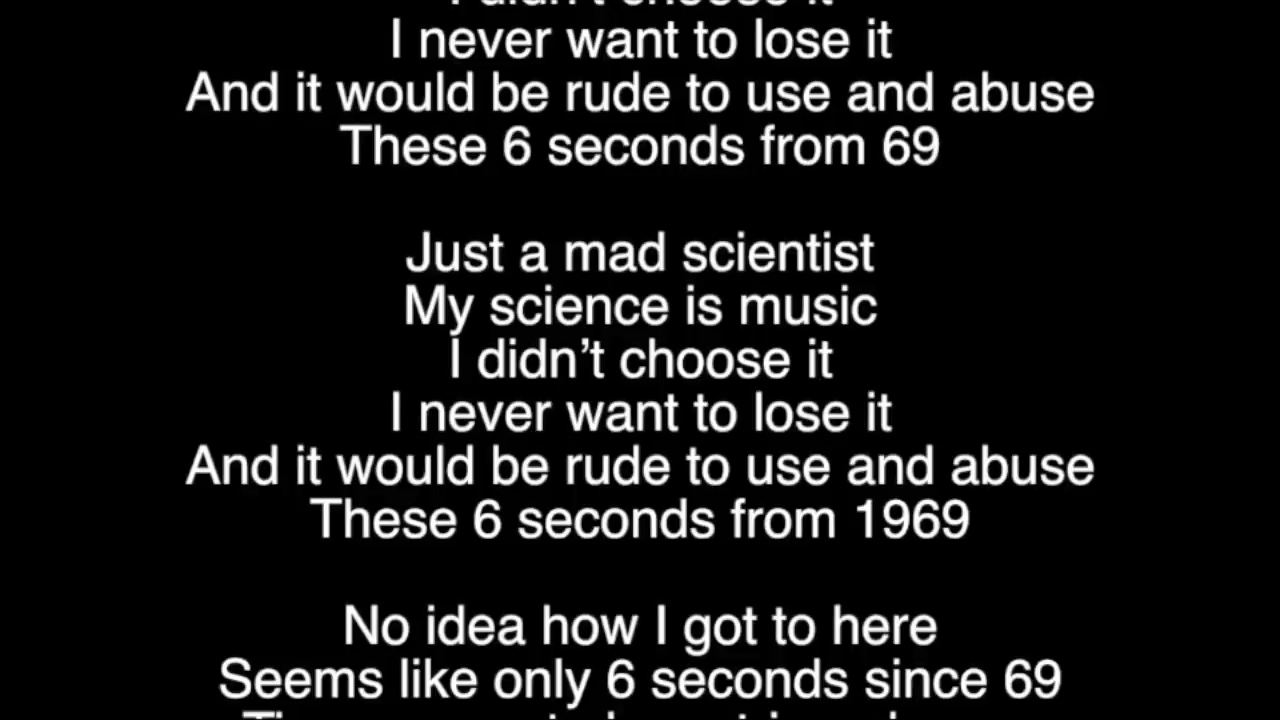 I didn't choose it
I never want to lose it
And it would be rude to use and abuse
These 6 seconds from 69
Just a mad scientist
My science is music
I didn’t choose it
I never want to lose it
And it would be rude to use and abuse
These 6 seconds from 1969
No idea how I got to here
Seems like only 6 seconds since 69